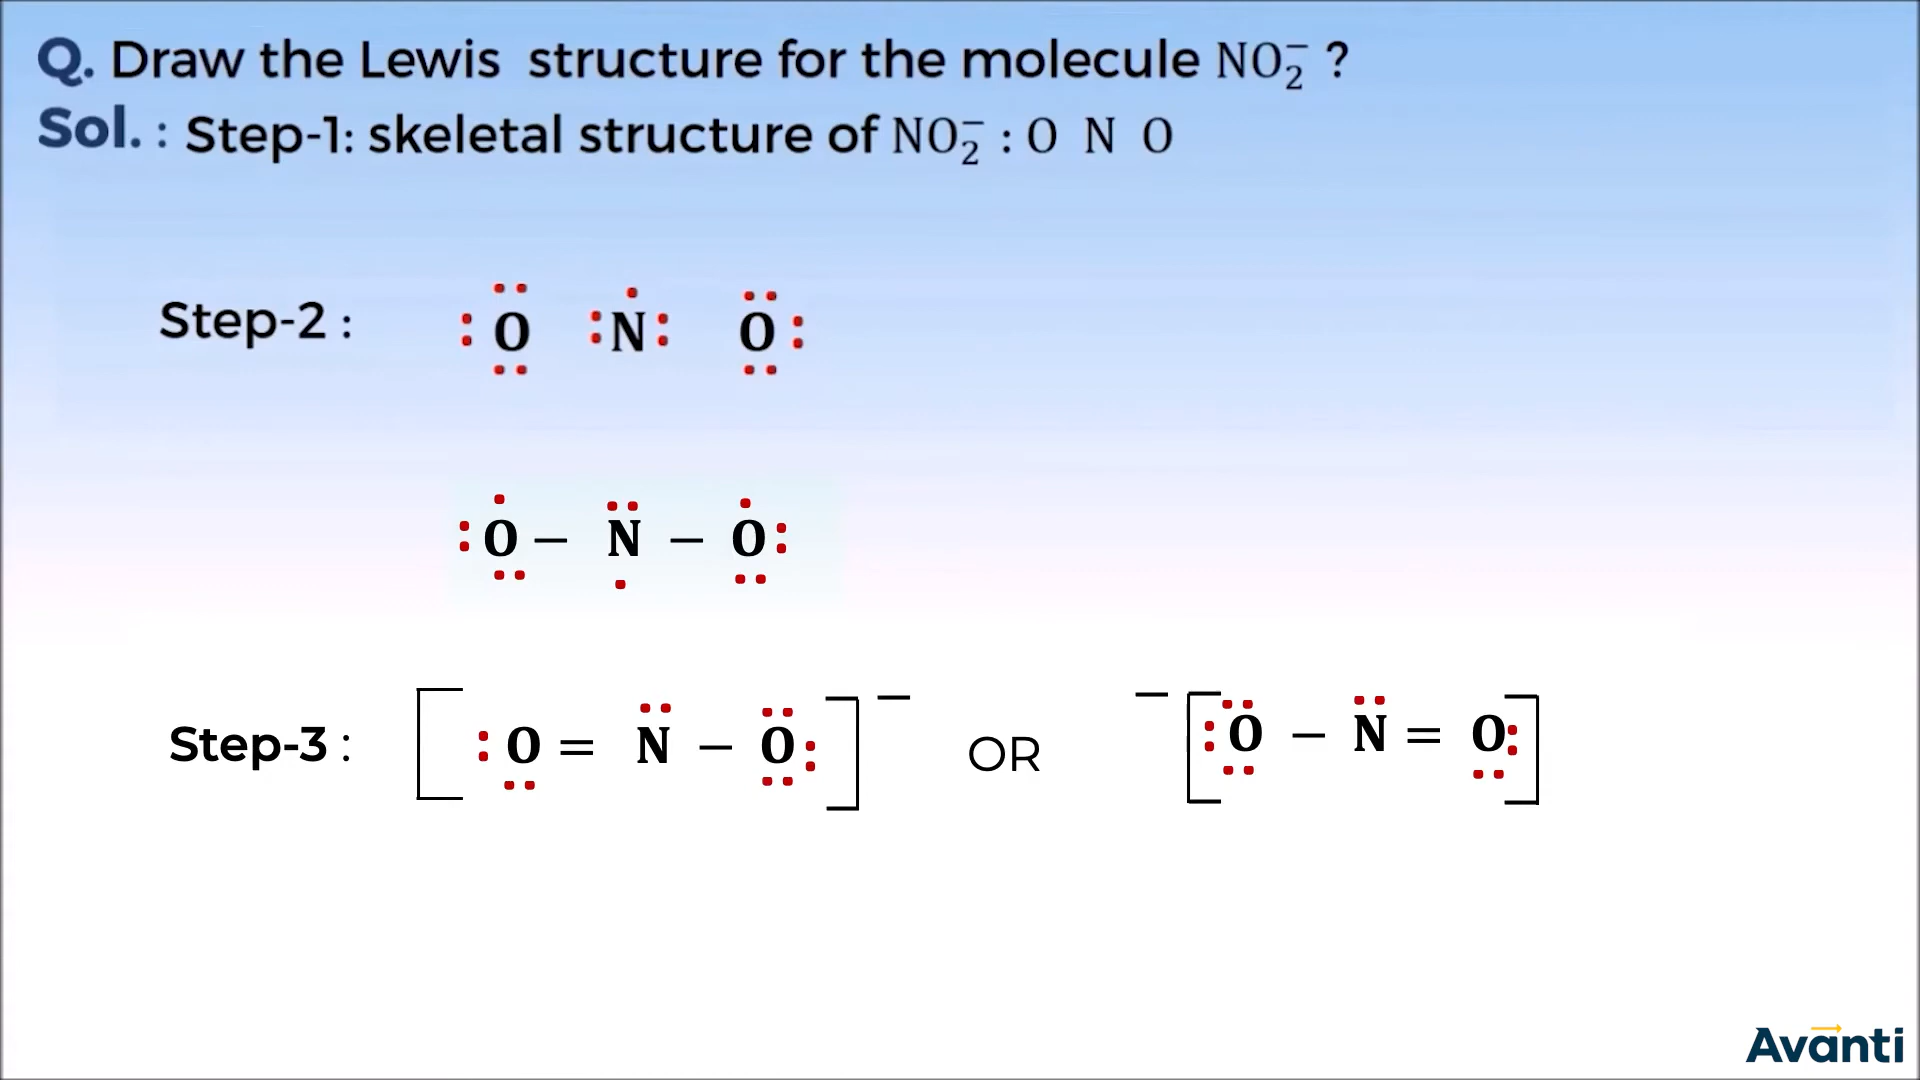 Q. Draw the Lewis structure for the molecule NO₂⁻ ?
Sol. : Step-1: skeletal structure of NO₂⁻ : O N O
Step-2 : O N O
O – N – O
Step-3 : [ O = N – O ]⁻ OR ⁻[ O – N = O ]
Avanti